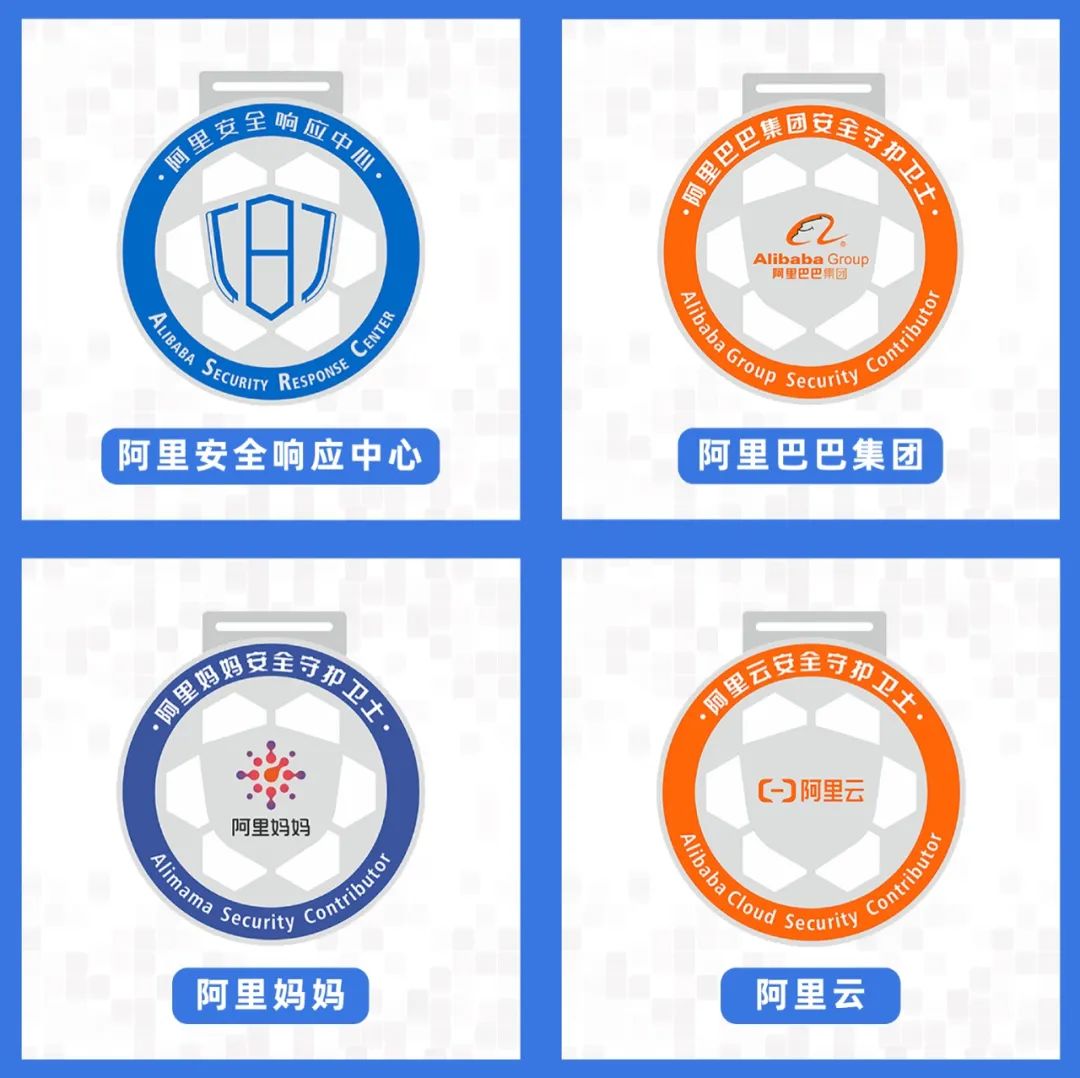 ·阿里安全响应中心·
ALIBABA SECURITY RESPONSE CENTER
阿里安全响应中心
·阿里巴巴集团安全守护卫士·
Alibaba Group
®
阿里巴巴集团
Alibaba Group Security Contributor
阿里巴巴集团
·阿里妈妈安全守护卫士·
阿里妈妈
Alimama Security Contributor
阿里妈妈
·阿里云安全守护卫士·
阿里云
Alibaba Cloud Security Contributor
阿里云